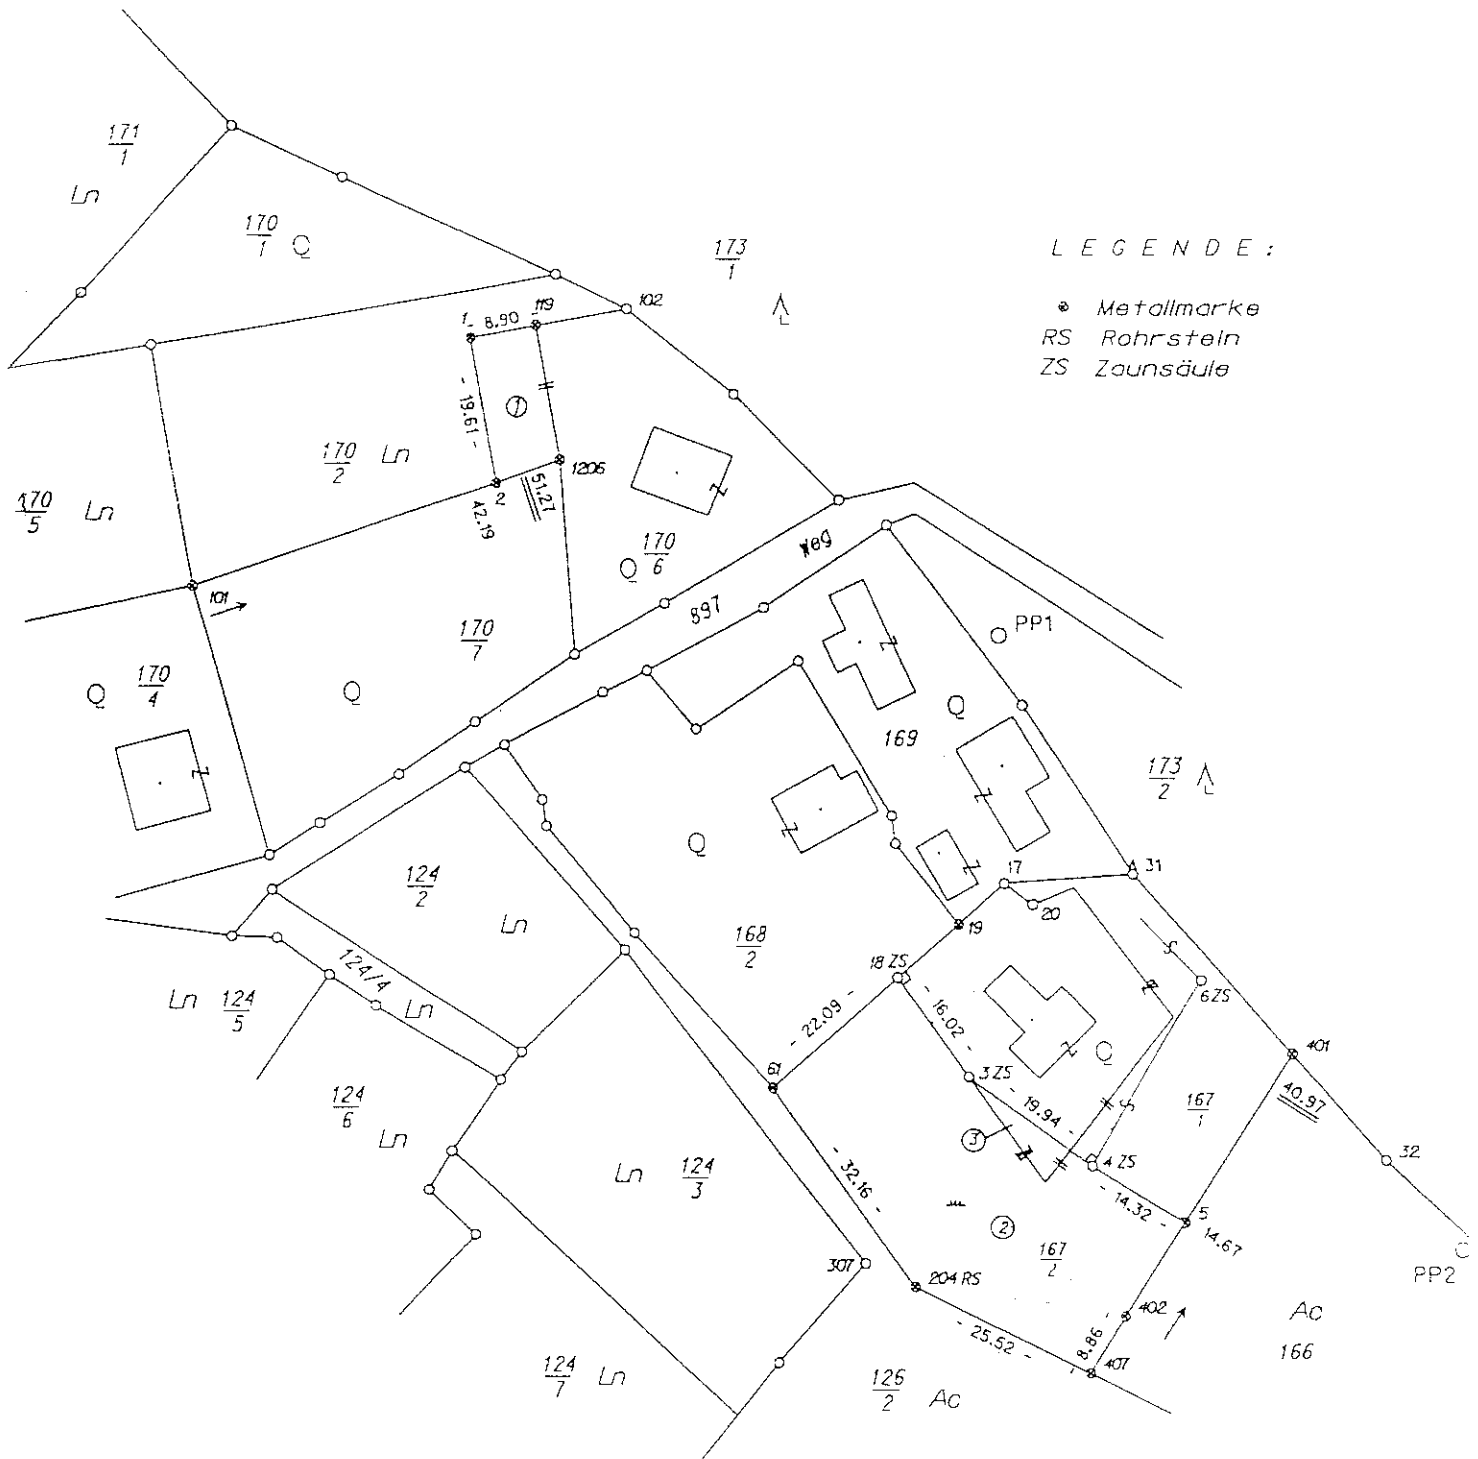 171
1
Ln
170
1
Q
173
1
LEGENDE:
Metallmarke
RS Rohrstein
ZS Zaunsäule
102
119
1
8.90
- 19.61 -
1
170
2
Ln
1206
2
51.27
42.19
170
5
Ln
101
Q
170
6
Weg
897
170
7
Q
170
4
Q
PP1
Q
169
173
2
Q
17
31
20
19
124
2
Ln
168
2
18 ZS
6 ZS
124/4
Ln
Ln
124
5
- 22.09 -
- 16.02 -
Q
401
40.97
61
3 ZS
- 19.94 -
167
1
124
6
Ln
3
4 ZS
32
Ln
124
3
- 32.16 -
- 14.32 -
5
14.67
2
167
2
307
204 RS
PP2
402
Ac
166
- 25.52 -
- 8.86 -
407
124
7
Ln
126
2
Ac